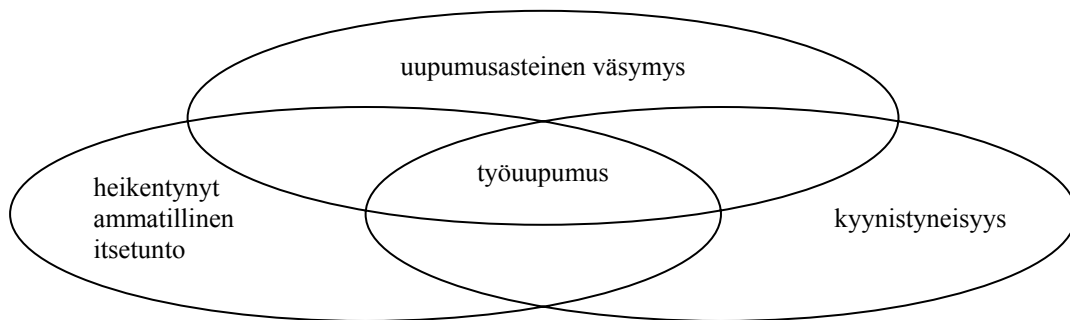 uupumusasteinen väsymys
työuupumus
heikentynyt
ammatillinen
itsetunto
kyynistyneisyys